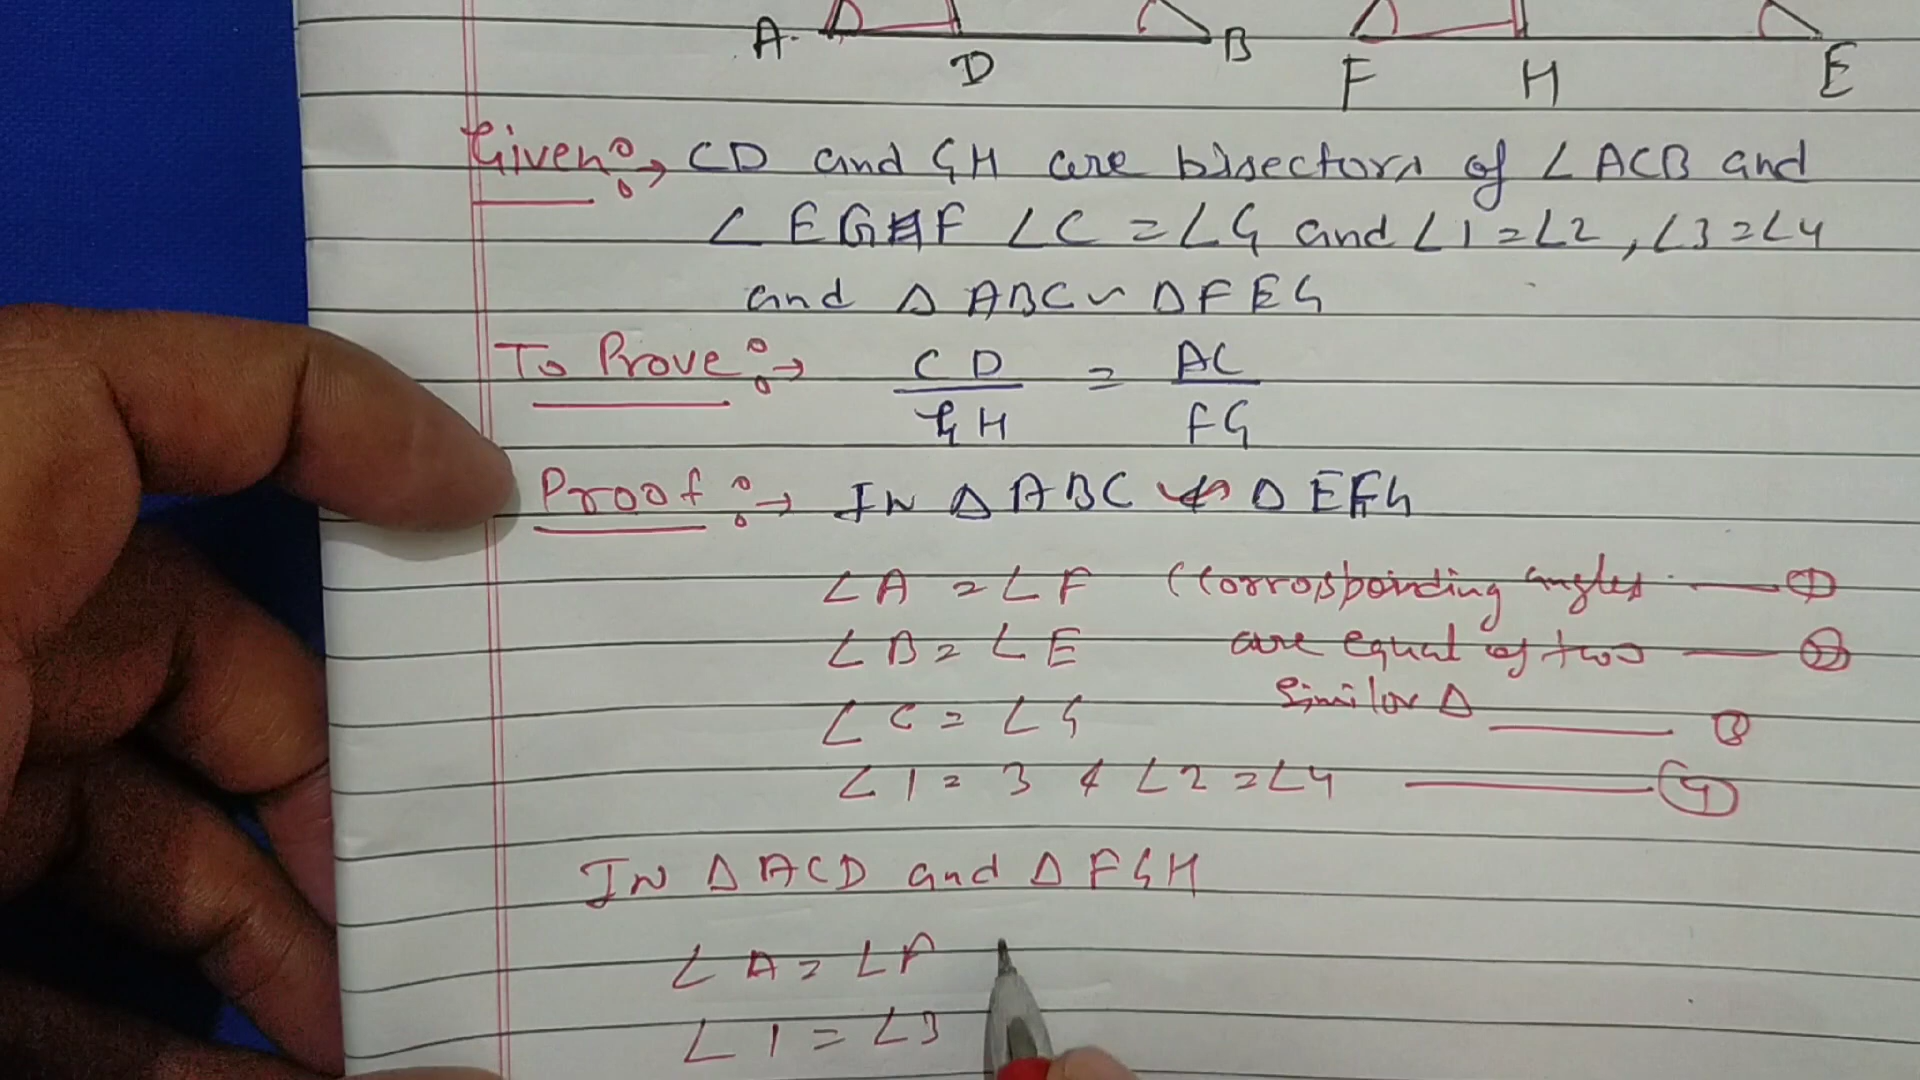 A D B F H E
Given :→ CD and GH are bisectors of ∠ACB and
∠EGF ∠C = ∠G and ∠1=∠2, ∠3=∠4
and Δ ABC ~ Δ FEG
To Prove :→ CD/GH = AC/FG
Proof :→ IN Δ ABC Δ EFG
∠A = ∠F (Corrosponding angles — 1
∠B = ∠E are equal of two — 2
∠C = ∠G Similar Δ — 3
∠1 = 3 & ∠2 = ∠4 — 4
IN Δ ACD and Δ FGH
∠A = ∠F
∠1 = ∠3